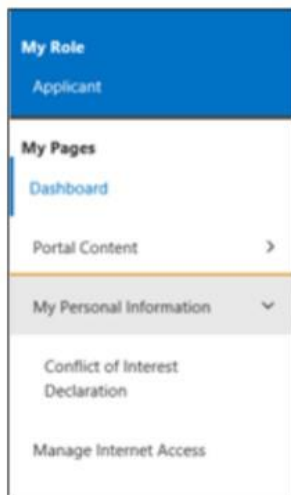 My Role
Applicant
My Pages
Dashboard
Portal Content
My Personal Information
Conflict of Interest
Declaration
Manage Internet Access